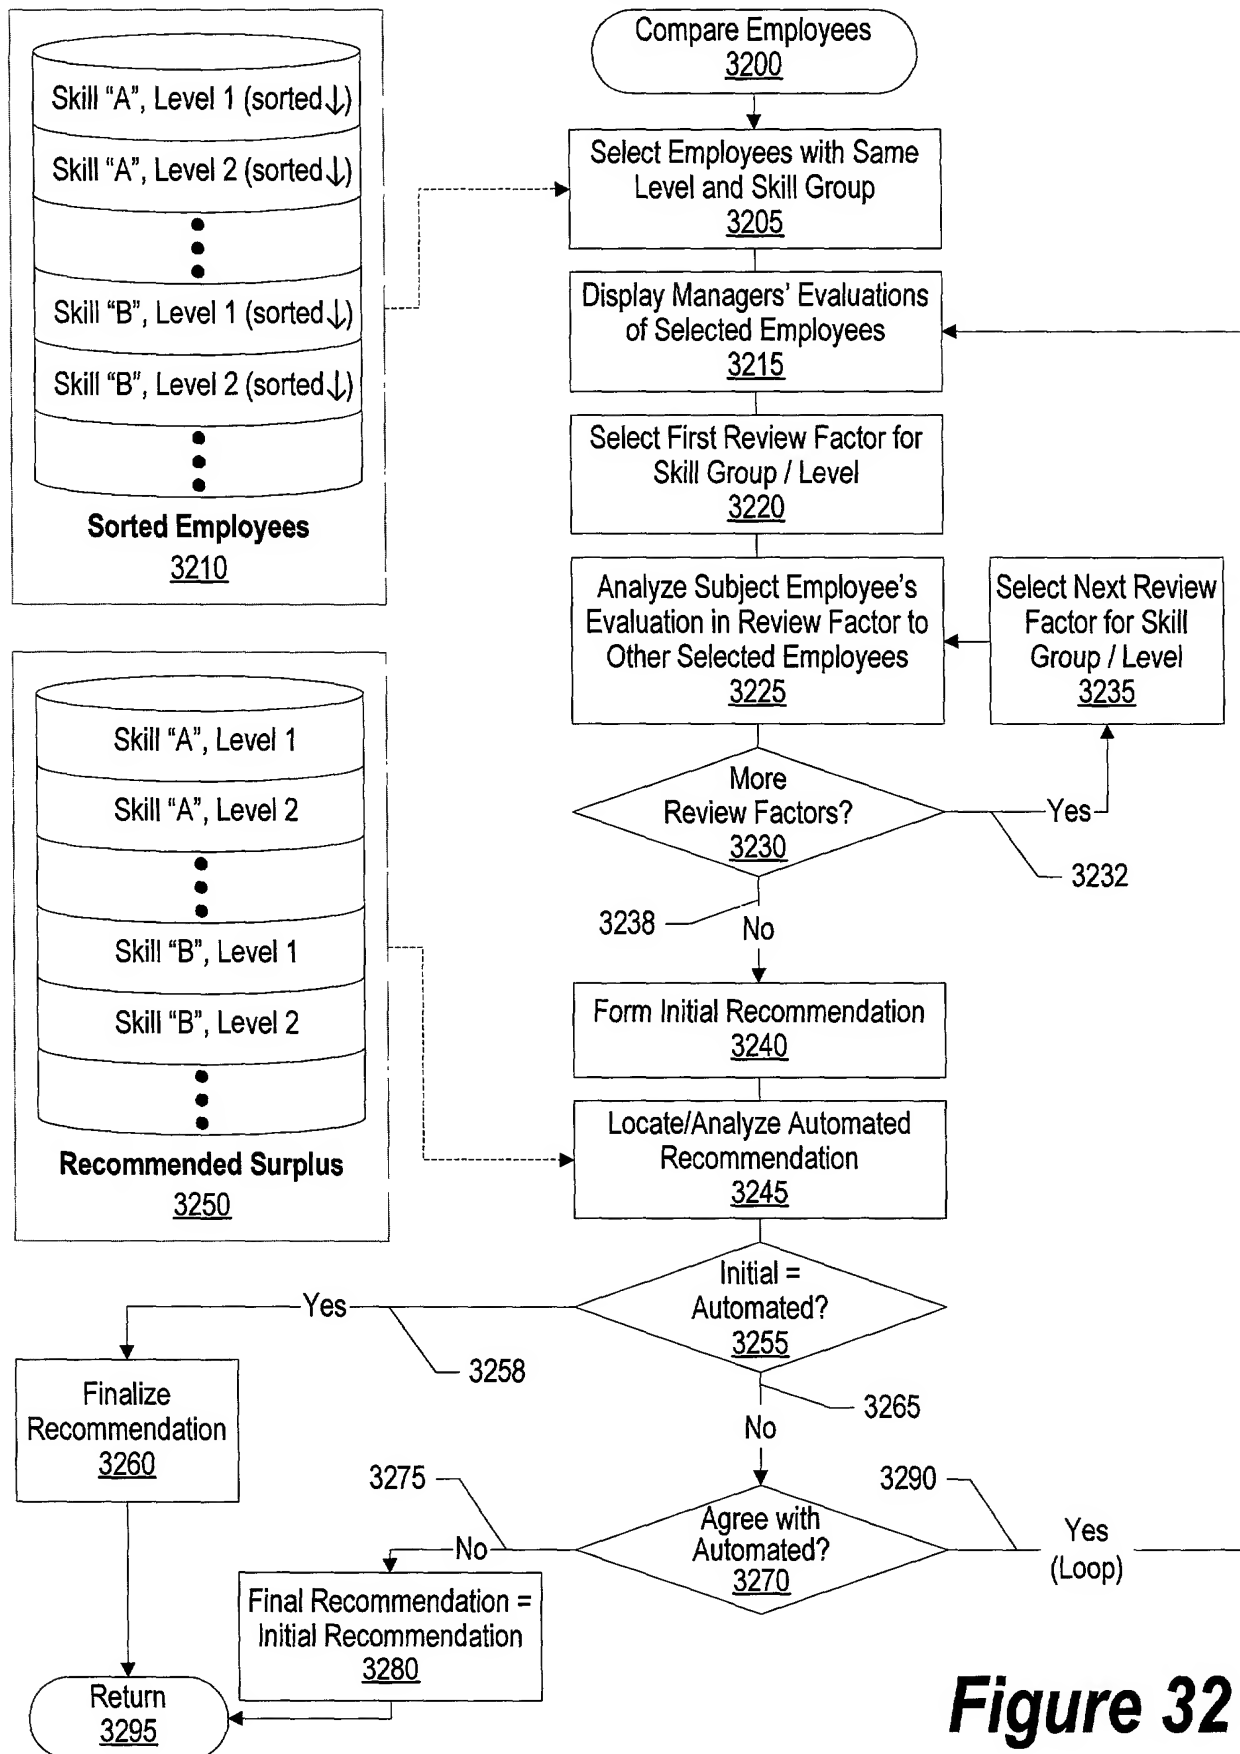 Compare Employees
3200
Skill "A", Level 1 (sorted↓)
Skill "A", Level 2 (sorted↓)
Skill "B", Level 1 (sorted↓)
Skill "B", Level 2 (sorted↓)
Sorted Employees
3210
Select Employees with Same
Level and Skill Group
3205
Display Managers' Evaluations
of Selected Employees
3215
Select First Review Factor for
Skill Group / Level
3220
Analyze Subject Employee's
Evaluation in Review Factor to
Other Selected Employees
3225
Select Next Review
Factor for Skill
Group / Level
3235
More
Review Factors?
3230
Yes
3232
3238
No
Skill "A", Level 1
Skill "A", Level 2
Skill "B", Level 1
Skill "B", Level 2
Recommended Surplus
3250
Form Initial Recommendation
3240
Locate/Analyze Automated
Recommendation
3245
Initial =
Automated?
3255
Yes
3258
3265
No
Finalize
Recommendation
3260
Agree with
Automated?
3270
3275
No
3290
Yes
(Loop)
Final Recommendation =
Initial Recommendation
3280
Return
3295
Figure 32